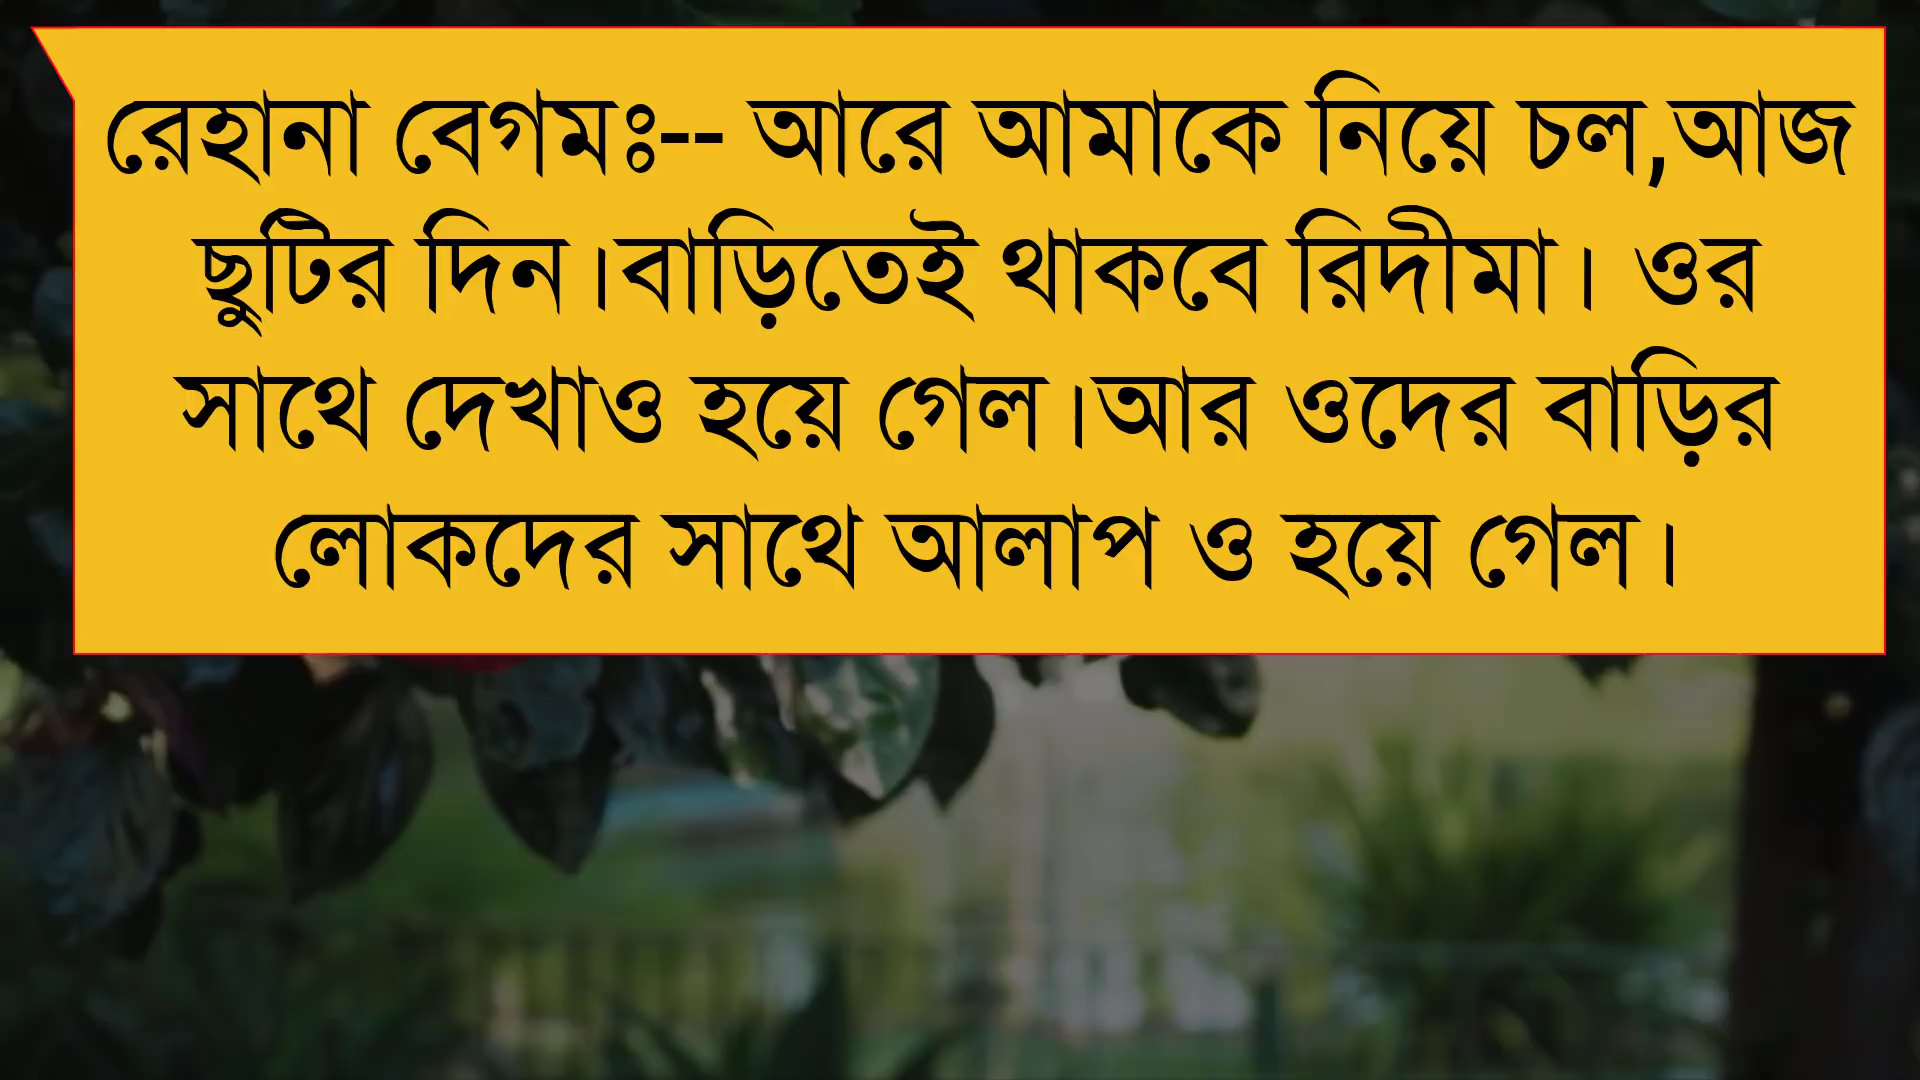 রেহানা বেগমঃ-- আরে আমাকে নিয়ে চল,আজ
ছুটির দিন।বাড়িতেই থাকবে রিদীমা। ওর
সাথে দেখাও হয়ে গেল।আর ওদের বাড়ির
লোকদের সাথে আলাপ ও হয়ে গেল।